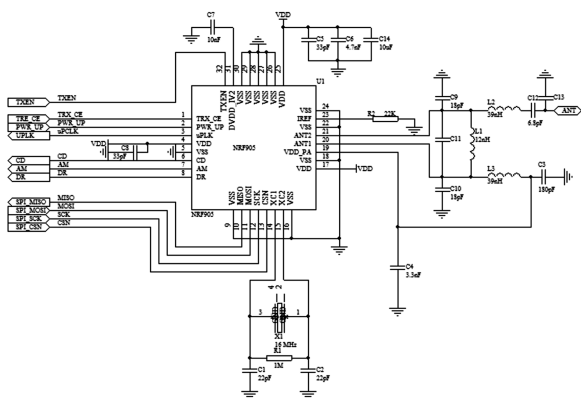 C7
10nF
VDD
C5
33pF
C6
4.7nF
C14
10uF
32
31
30
29
28
27
26
25
TXEN
DVDD_1V2
VSS
VSS
VSS
VSS
VSS
VDD
U1
TXEN
TXEN
TRE_CE
TRX_CE
1
TRX_CE
PWR_UP
PWR_UP
2
PWR_UP
UPLK
uPCLK
3
uPLK
VDD
4
VDD
C8
33pF
5
VSS
CD
CD
6
CD
AM
AM
7
AM
DR
DR
8
DR
NRF905
NRF905
VSS
24
IREF
23
R2
22K
VSS
22
ANT2
21
ANT1
20
VDD_PA
19
VSS
18
VDD
17
VDD
SPI_MISO
MISO
SPI_MOSI
MOSI
SPI_SCK
SCK
SPI_CSN
CSN
VSS
MISO
MOSI
SCK
CSN
XC1
XC2
VSS
9
10
11
12
13
14
15
16
C9
18pF
L2
39nH
C12
6.8pF
C13
ANT
C11
L1
12nH
L3
39nH
C3
180pF
C10
18pF
C4
3.3nF
4
2
3
1
X1
16 MHz
R1
1M
C1
22pF
C2
22pF